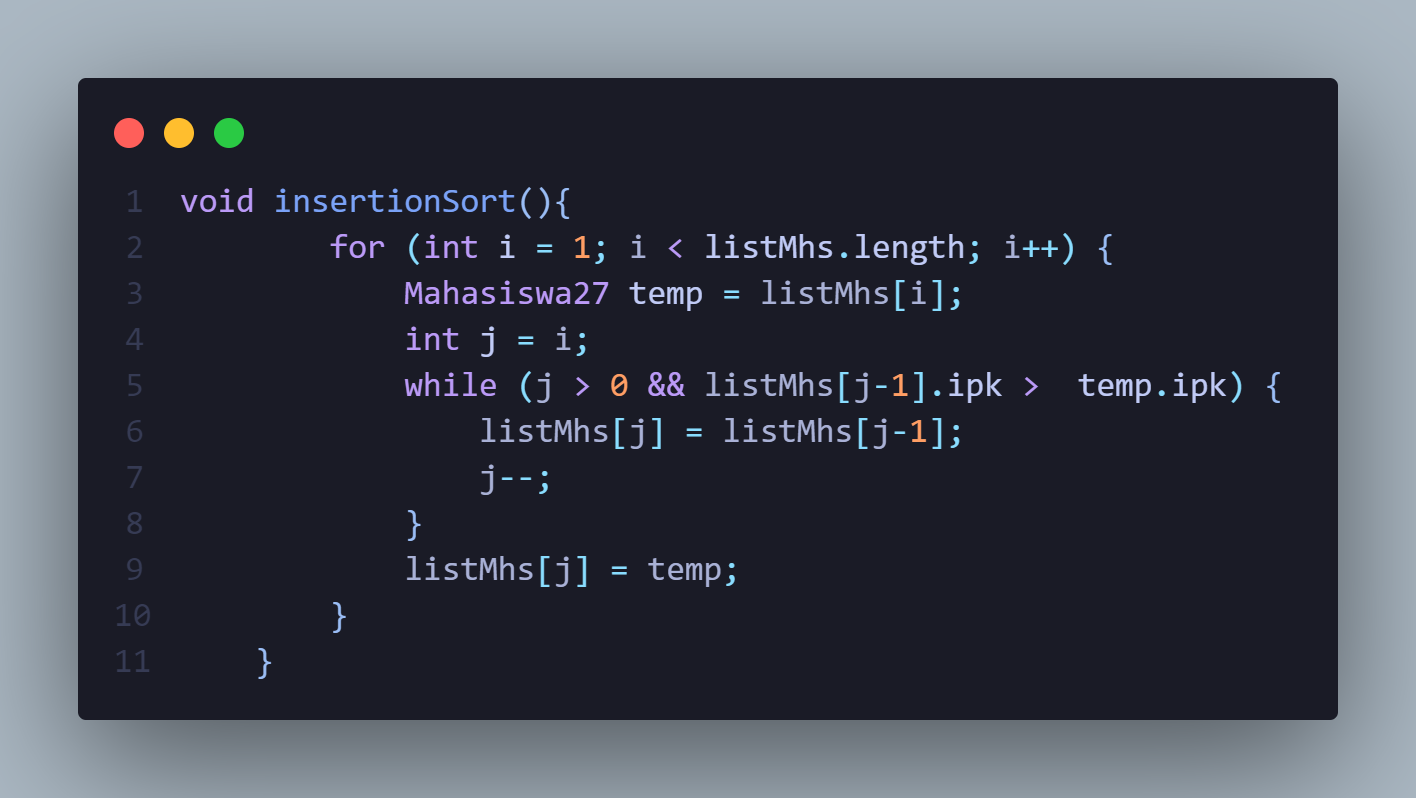 1 void insertionSort(){
2         for (int i = 1; i < listMhs.length; i++) {
3             Mahasiswa27 temp = listMhs[i];
4             int j = i;
5             while (j > 0 && listMhs[j-1].ipk >  temp.ipk) {
6                 listMhs[j] = listMhs[j-1];
7                 j--;
8             }
9             listMhs[j] = temp;
10         }
11     }